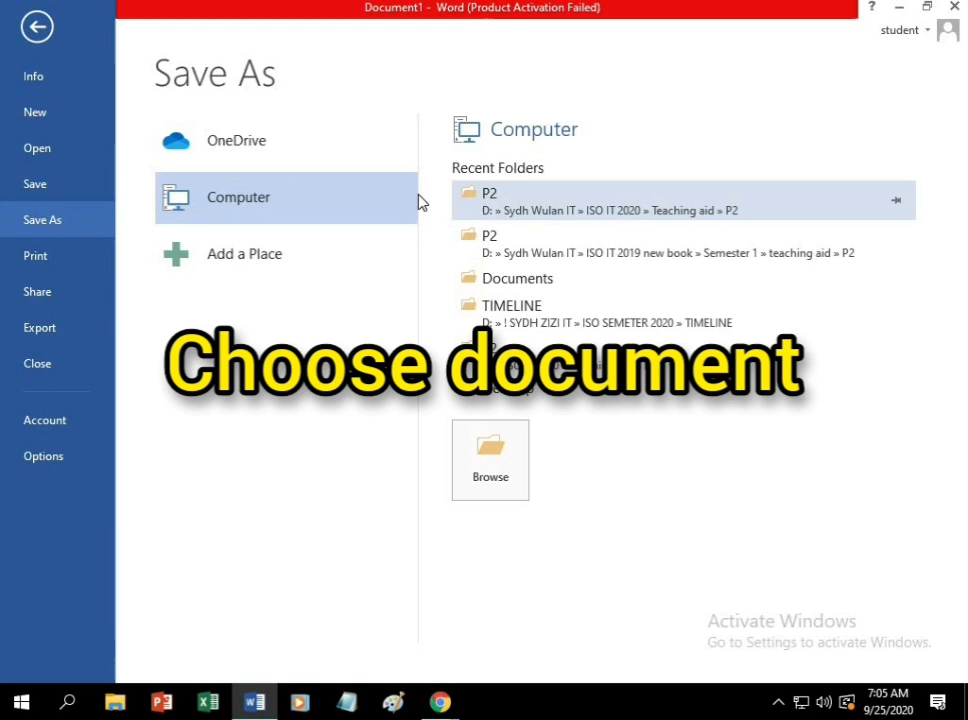 Document1 - Word (Product Activation Failed)
?
student
Info
New
Open
Save
Save As
Print
Share
Export
Close
Account
Options
Save As
OneDrive
Computer
Add a Place
Computer
Recent Folders
P2
D: » Sydh Wulan IT » ISO IT 2020 » Teaching aid » P2
P2
D: » Sydh Wulan IT » ISO IT 2019 new book » Semester 1 » teaching aid » P2
Documents
TIMELINE
D: » ! SYDH ZIZI IT » ISO SEMETER 2020 » TIMELINE
Choose document
Browse
Activate Windows
Go to Settings to activate Windows.
7:05 AM
9/25/2020